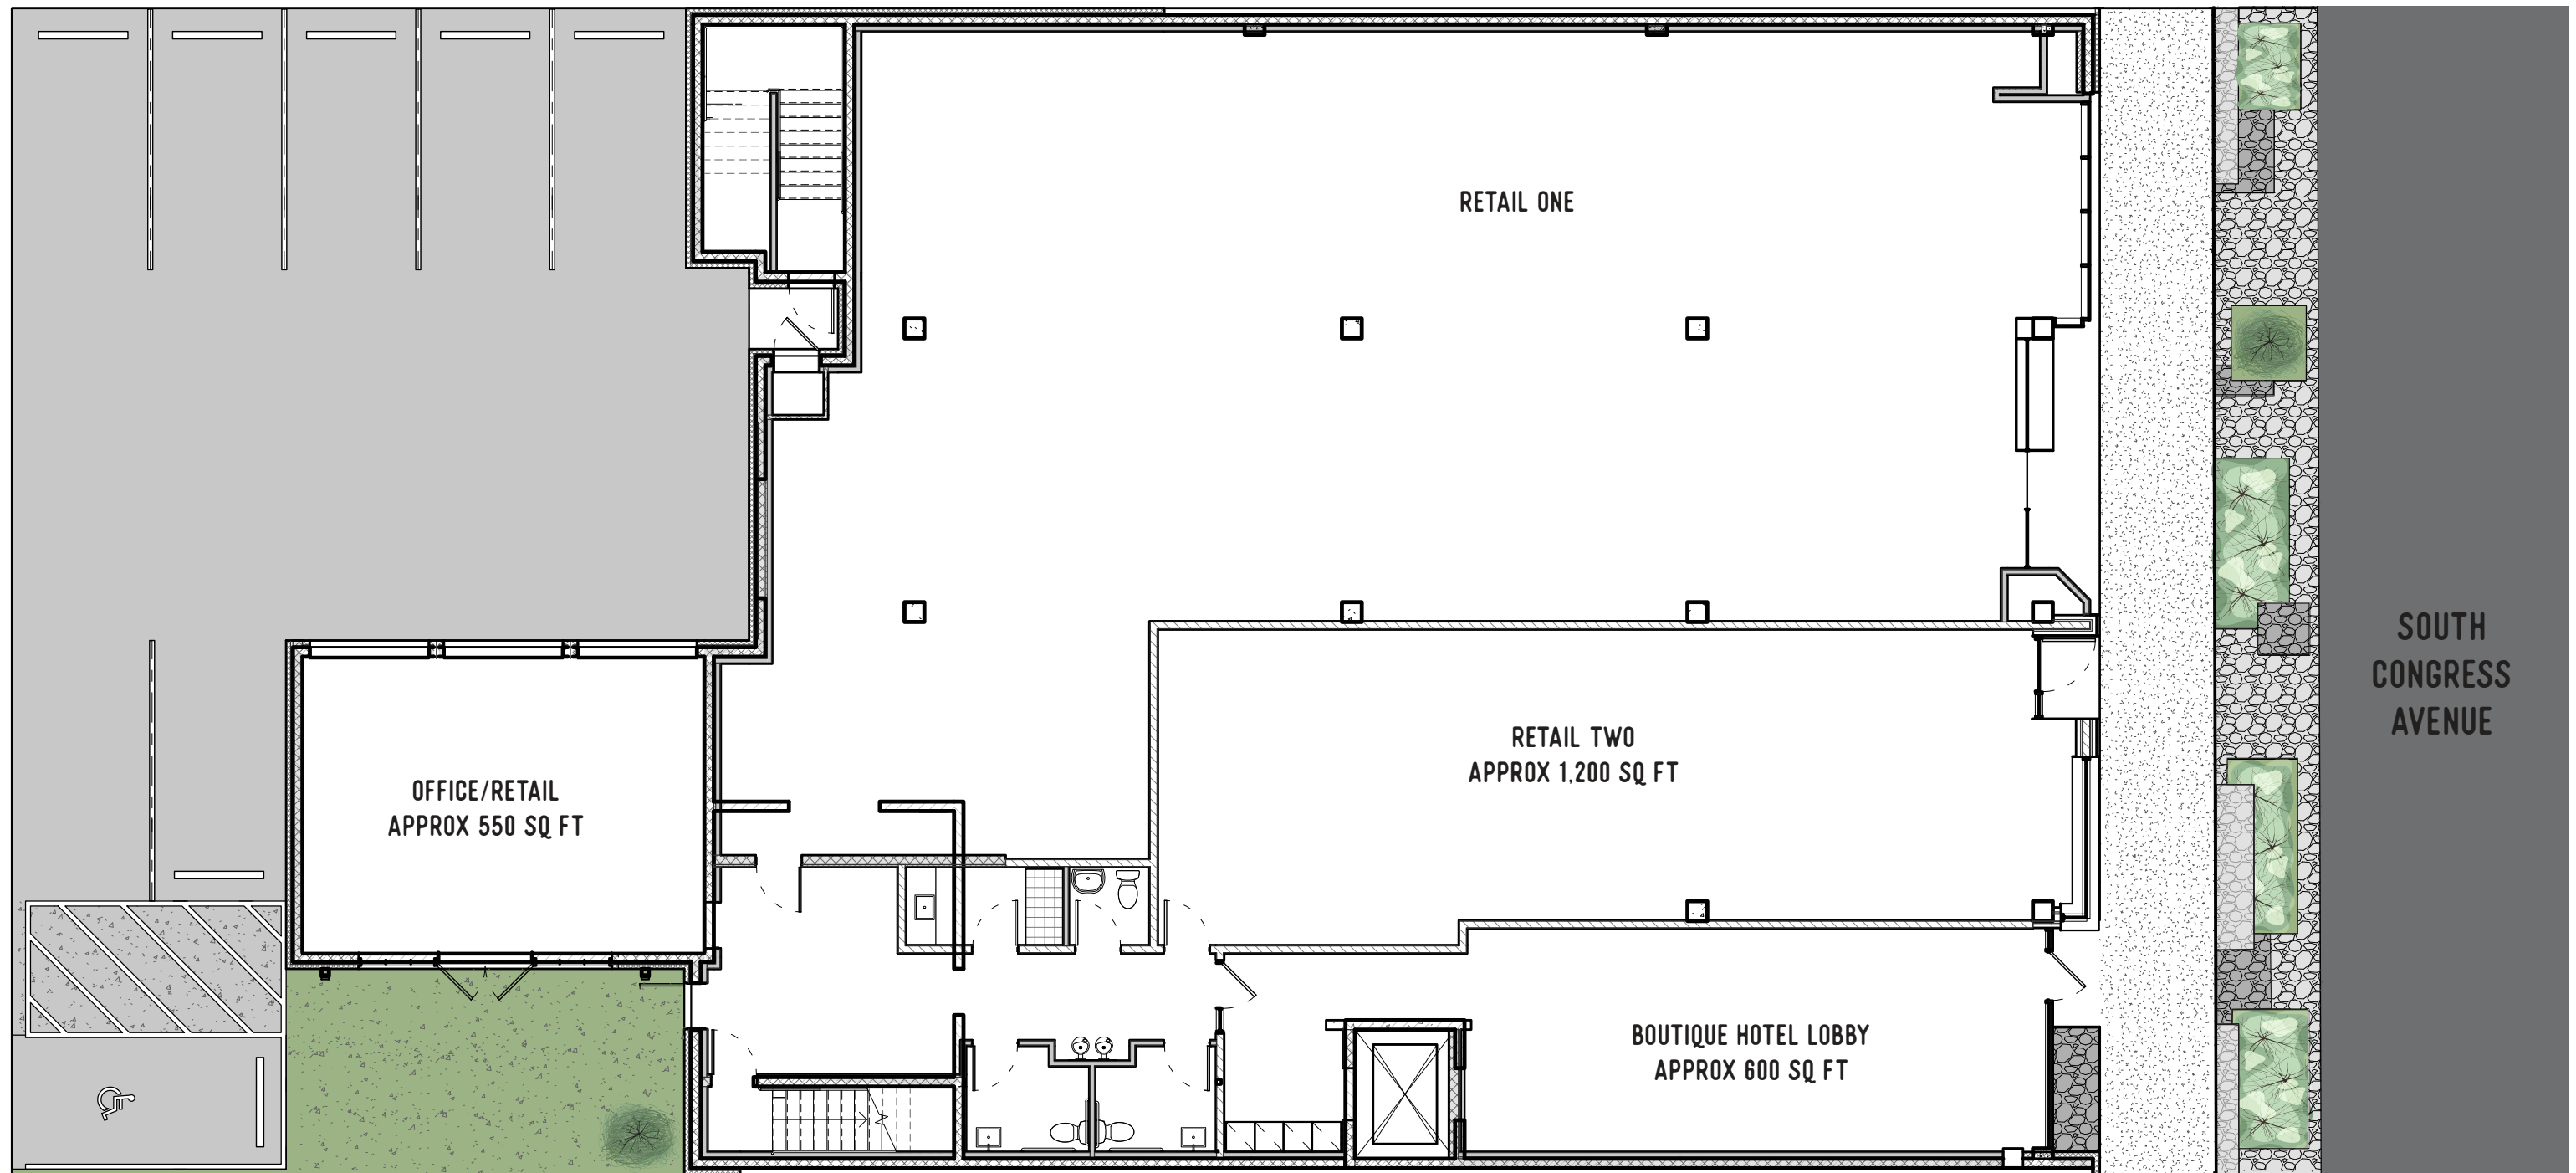 RETAIL ONE
SOUTH
CONGRESS
AVENUE
RETAIL TWO
APPROX 1,200 SQ FT
OFFICE/RETAIL
APPROX 550 SQ FT
BOUTIQUE HOTEL LOBBY
APPROX 600 SQ FT